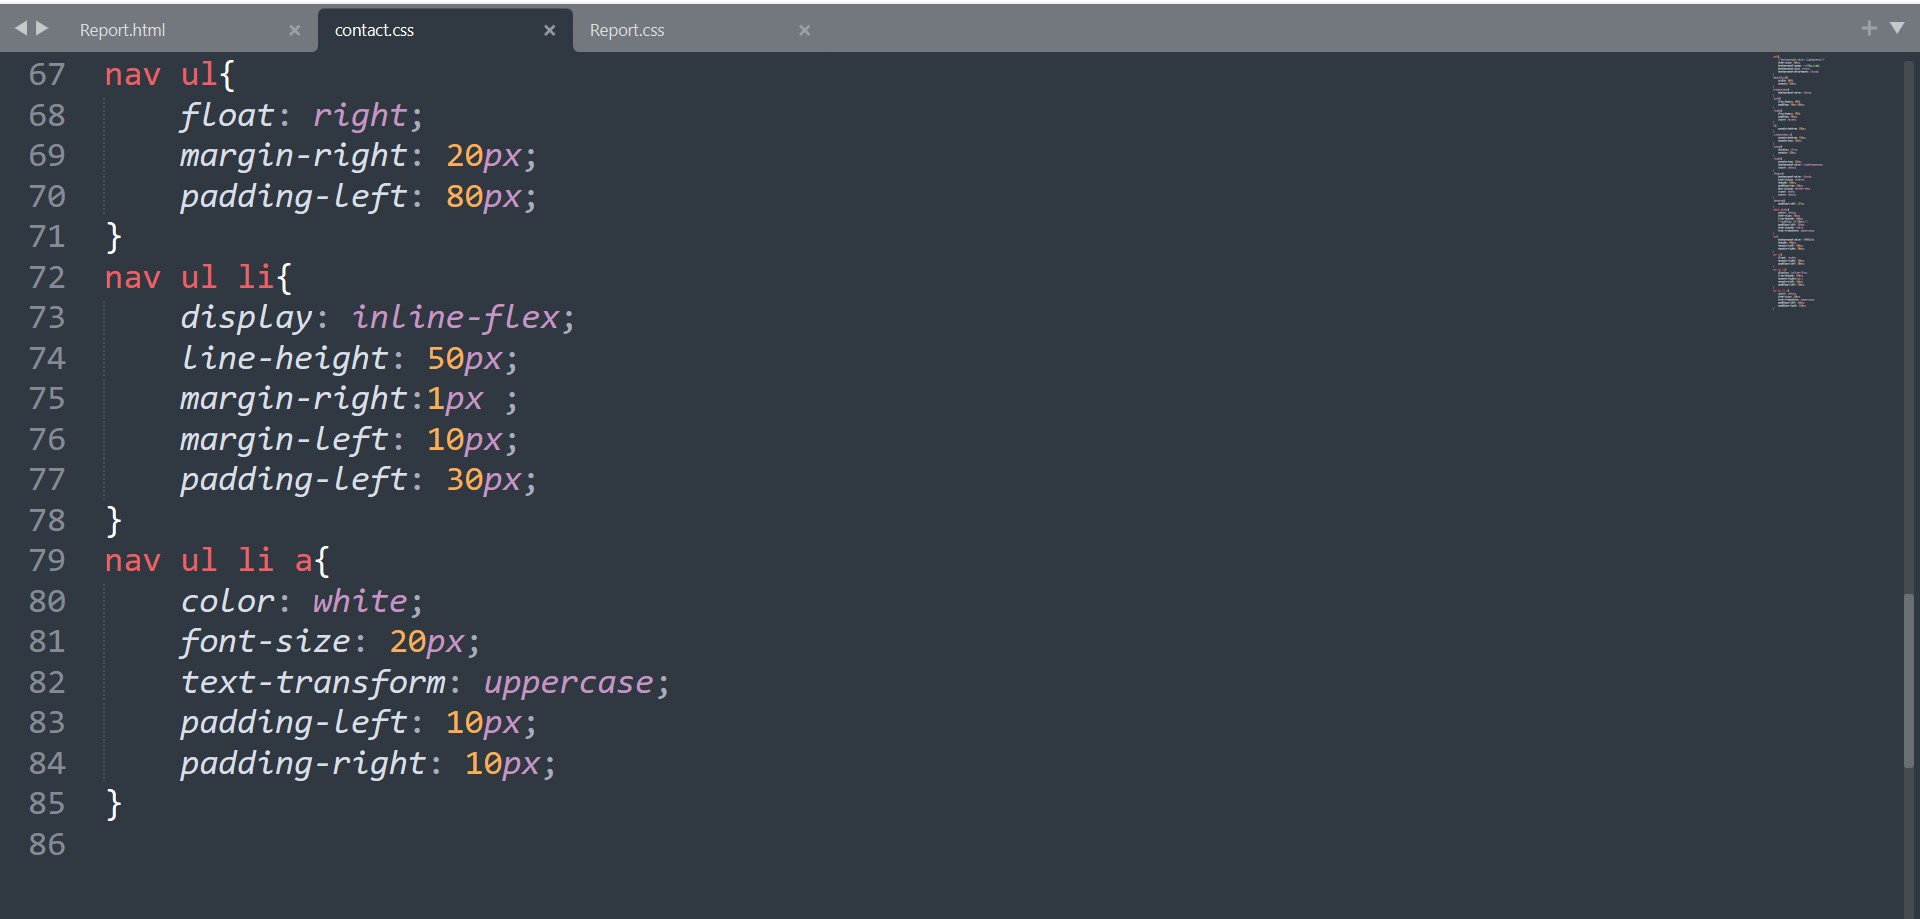 Report.html × contact.css × Report.css × +
67 nav ul{
68 float: right;
69 margin-right: 20px;
70 padding-left: 80px;
71 }
72 nav ul li{
73 display: inline-flex;
74 line-height: 50px;
75 margin-right:1px ;
76 margin-left: 10px;
77 padding-left: 30px;
78 }
79 nav ul li a{
80 color: white;
81 font-size: 20px;
82 text-transform: uppercase;
83 padding-left: 10px;
84 padding-right: 10px;
85 }
86